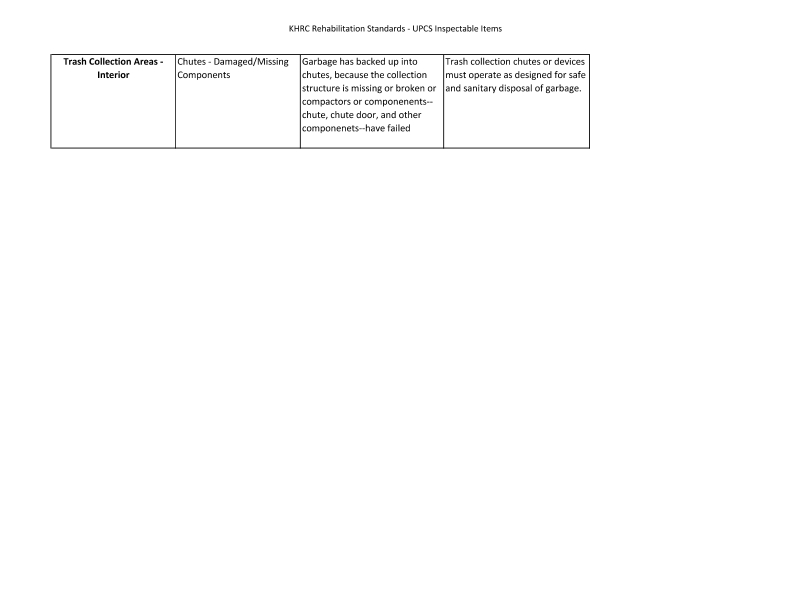 KHRC Rehabilitation Standards - UPCS Inspectable Items
Trash Collection Areas -
Interior
Chutes - Damaged/Missing
Components
Garbage has backed up into
chutes, because the collection
structure is missing or broken or
compactors or componenents--
chute, chute door, and other
componenets--have failed
Trash collection chutes or devices
must operate as designed for safe
and sanitary disposal of garbage.